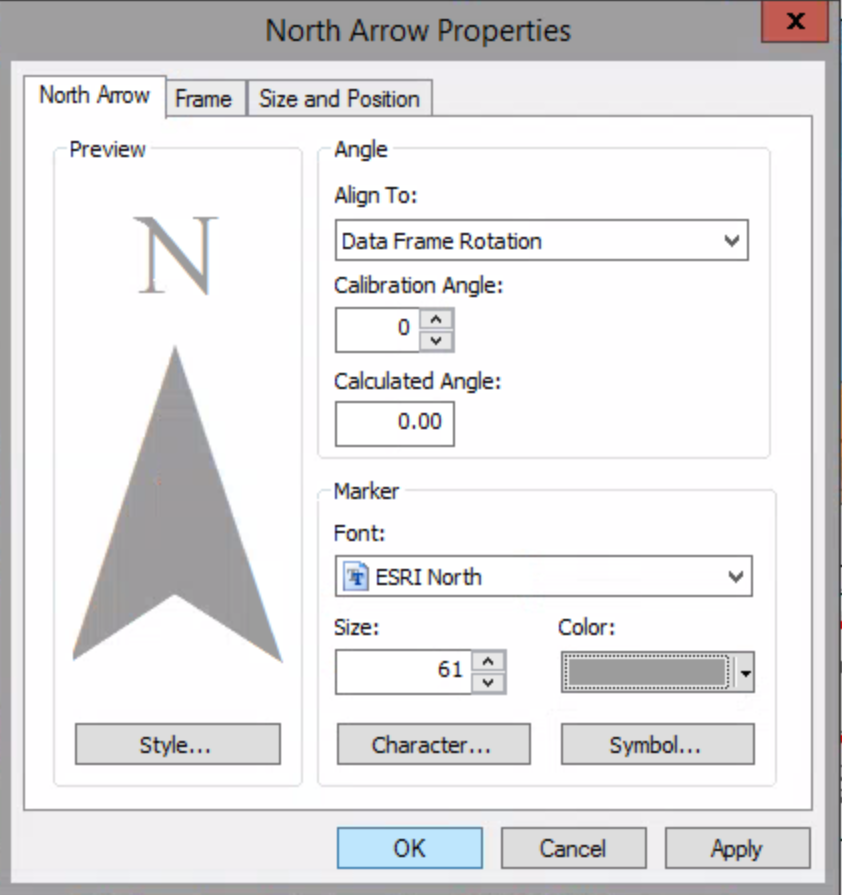 North Arrow Properties
x
North Arrow
Frame
Size and Position
Preview
N
Style...
Angle
Align To:
Data Frame Rotation
Calibration Angle:
0
Calculated Angle:
0.00
Marker
Font:
ESRI North
Size:
61
Color:
Character...
Symbol...
OK
Cancel
Apply